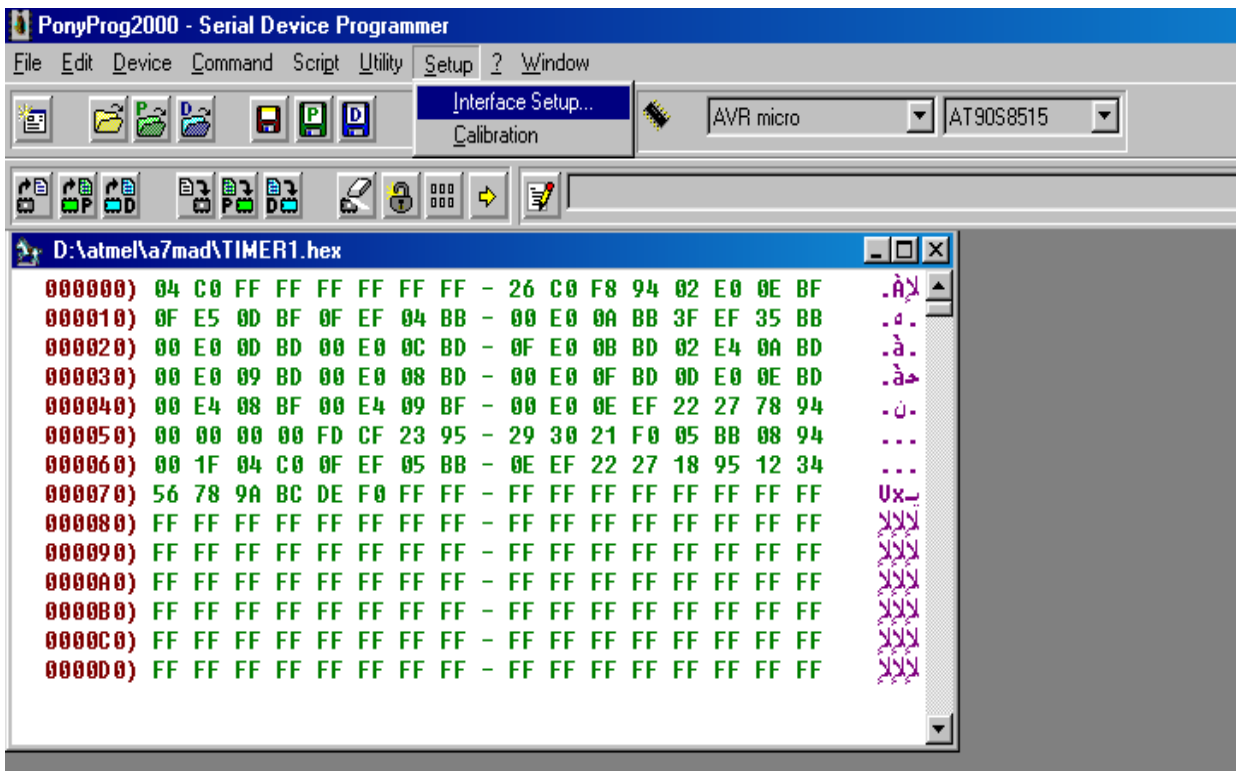 PonyProg2000 - Serial Device Programmer
File Edit Device Command Script Utility Setup ? Window
Interface Setup...
Calibration
AVR micro AT90S8515
D:\atmel\a7mad\TIMER1.hex
000000) 04 C0 FF FF FF FF FF FF - 26 C0 F8 94 02 E0 0E BF .Àلإ
000010) 0F E5 0D BF 0F EF 04 BB - 00 E0 0A BB 3F EF 35 BB .ه.
000020) 00 E0 0D BD 00 E0 0C BD - 0F E0 0B BD 02 E4 0A BD .à.
000030) 00 E0 09 BD 00 E0 08 BD - 00 E0 0F BD 0D E0 0E BD .àح
000040) 00 E4 08 BF 00 E4 09 BF - 00 E0 0E EF 22 27 78 94 .ن.
000050) 00 00 00 00 FD CF 23 95 - 29 30 21 F0 05 BB 08 94 ...
000060) 00 1F 04 C0 0F EF 05 BB - 0E EF 22 27 18 95 12 34 ...
000070) 56 78 9A BC DE F0 FF FF - FF FF FF FF FF FF FF FF Vx
000080) FF FF FF FF FF FF FF FF - FF FF FF FF FF FF FF FF
000090) FF FF FF FF FF FF FF FF - FF FF FF FF FF FF FF FF
0000A0) FF FF FF FF FF FF FF FF - FF FF FF FF FF FF FF FF
0000B0) FF FF FF FF FF FF FF FF - FF FF FF FF FF FF FF FF
0000C0) FF FF FF FF FF FF FF FF - FF FF FF FF FF FF FF FF
0000D0) FF FF FF FF FF FF FF FF - FF FF FF FF FF FF FF FF